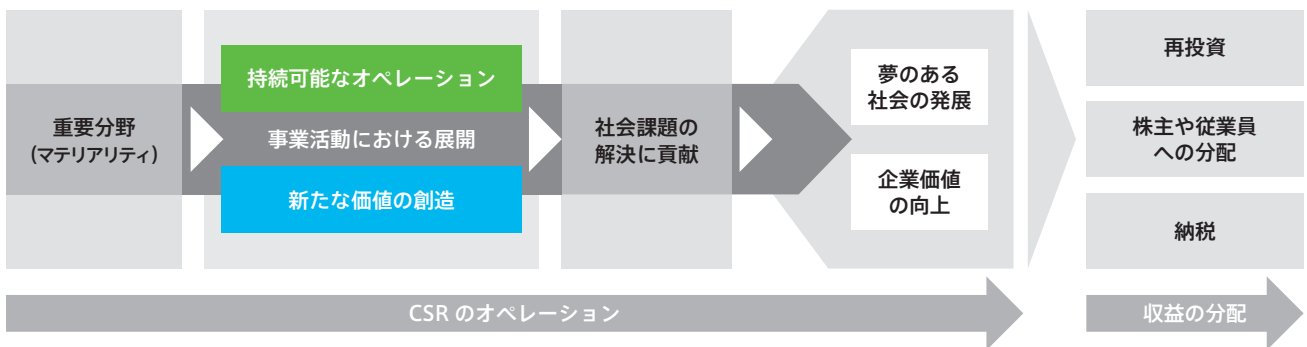 重要分野
(マテリアリティ)
持続可能なオペレーション
事業活動における展開
新たな価値の創造
社会課題の
解決に貢献
夢のある
社会の発展
企業価値
の向上
再投資
株主や従業員
への分配
納税
CSR のオペレーション
収益の分配